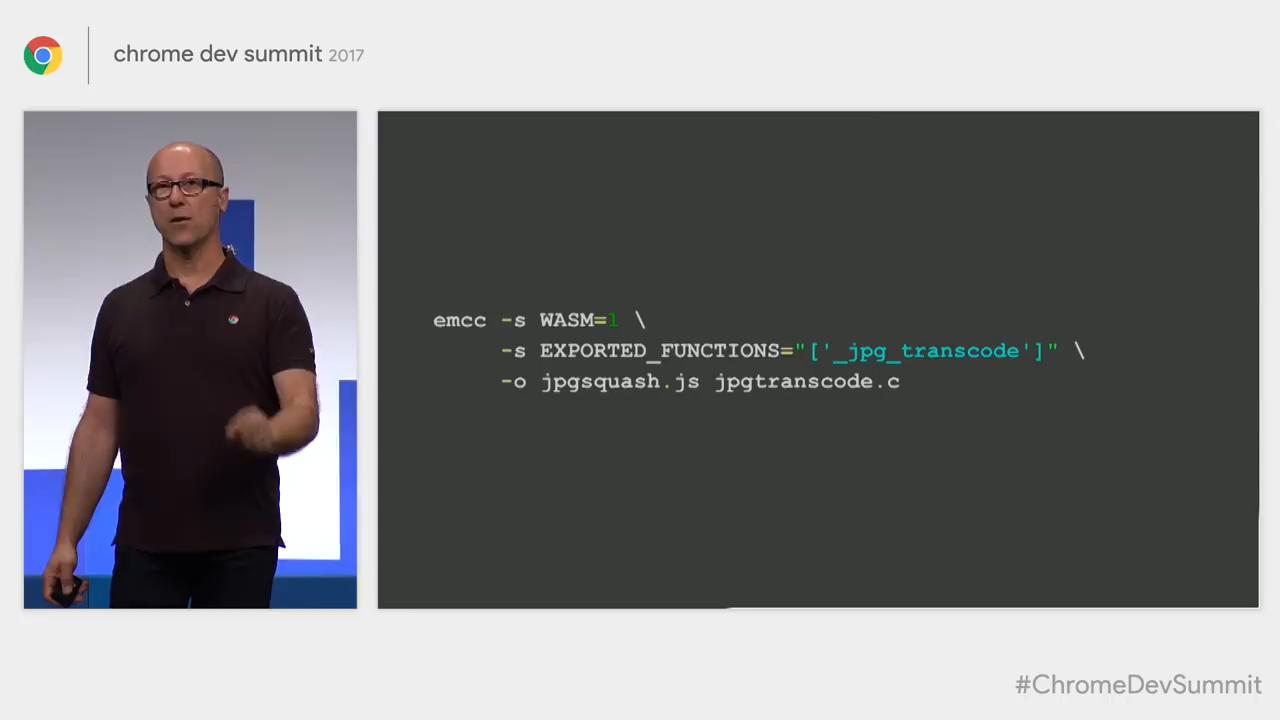 chrome dev summit 2017
emcc -s WASM=1 \
-s EXPORTED_FUNCTIONS="['_jpg_transcode']" \
-o jpgsquash.js jpgtranscode.c
#ChromeDevSummit